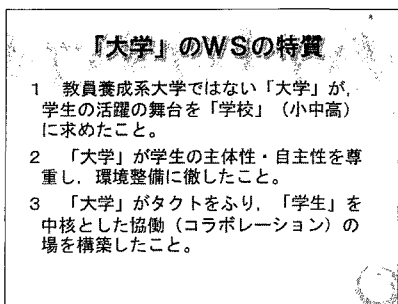 「大学」のＷＳの特質
1　教員養成系大学ではない「大学」が，
学生の活躍の舞台を「学校」（小中高）
に求めたこと。
2　「大学」が学生の主体性・自主性を尊
重し，環境整備に徹したこと。
3　「大学」がタクトをふり，「学生」を
中核とした協働（コラボレーション）の
場を構築したこと。